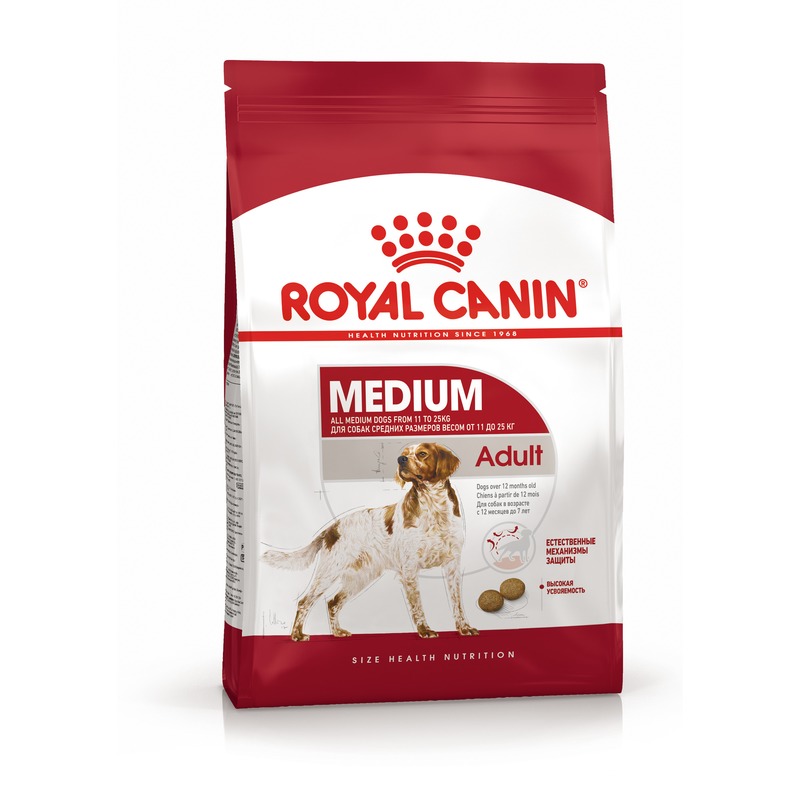 ROYAL CANIN®
HEALTH NUTRITION SINCE 1968
MEDIUM
ALL MEDIUM DOGS FROM 11 TO 25KG
ДЛЯ СОБАК СРЕДНИХ РАЗМЕРОВ ВЕСОМ ОТ 11 ДО 25 КГ
Adult
Dogs over 12 months old
Chiens à partir de 12 mois
Для собак в возрасте
с 12 месяцев до 7 лет
ЕСТЕСТВЕННЫЕ
МЕХАНИЗМЫ
ЗАЩИТЫ
• ВЫСОКАЯ
УСВОЯЕМОСТЬ
SIZE HEALTH NUTRITION